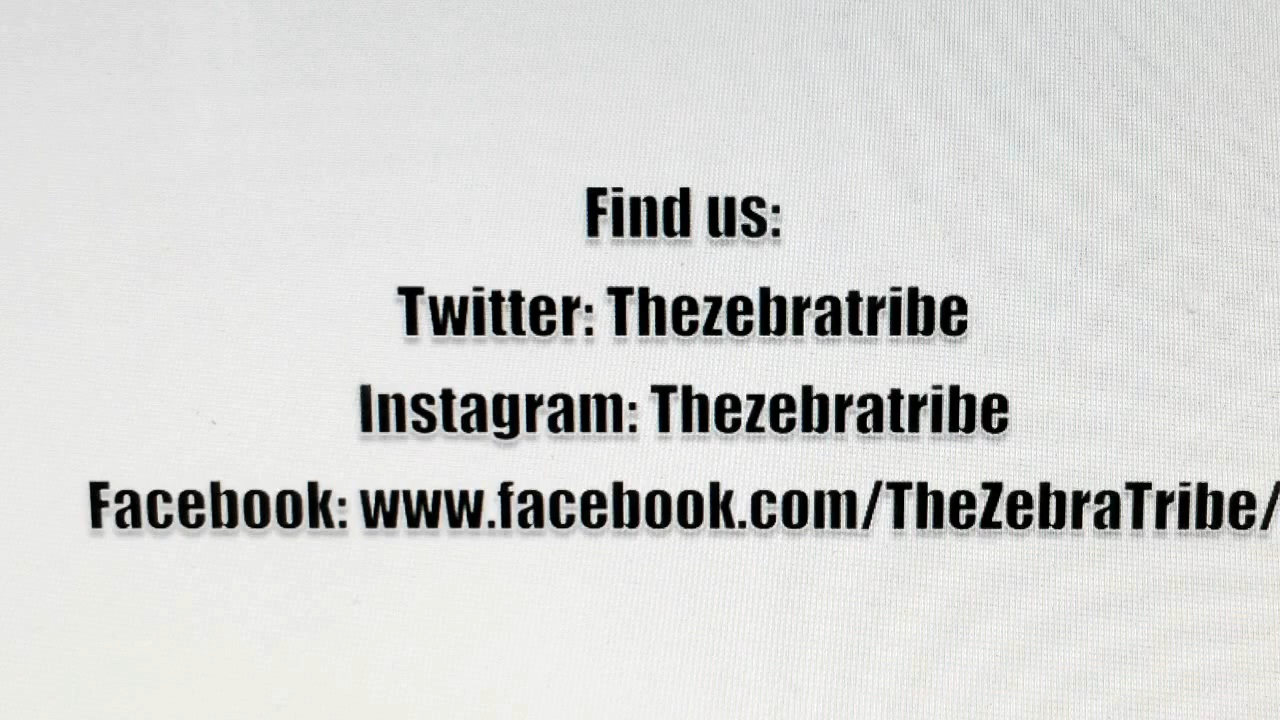 Find us:
Twitter: Thezebratribe
Instagram: Thezebratribe
Facebook: www.facebook.com/TheZebraTribe/